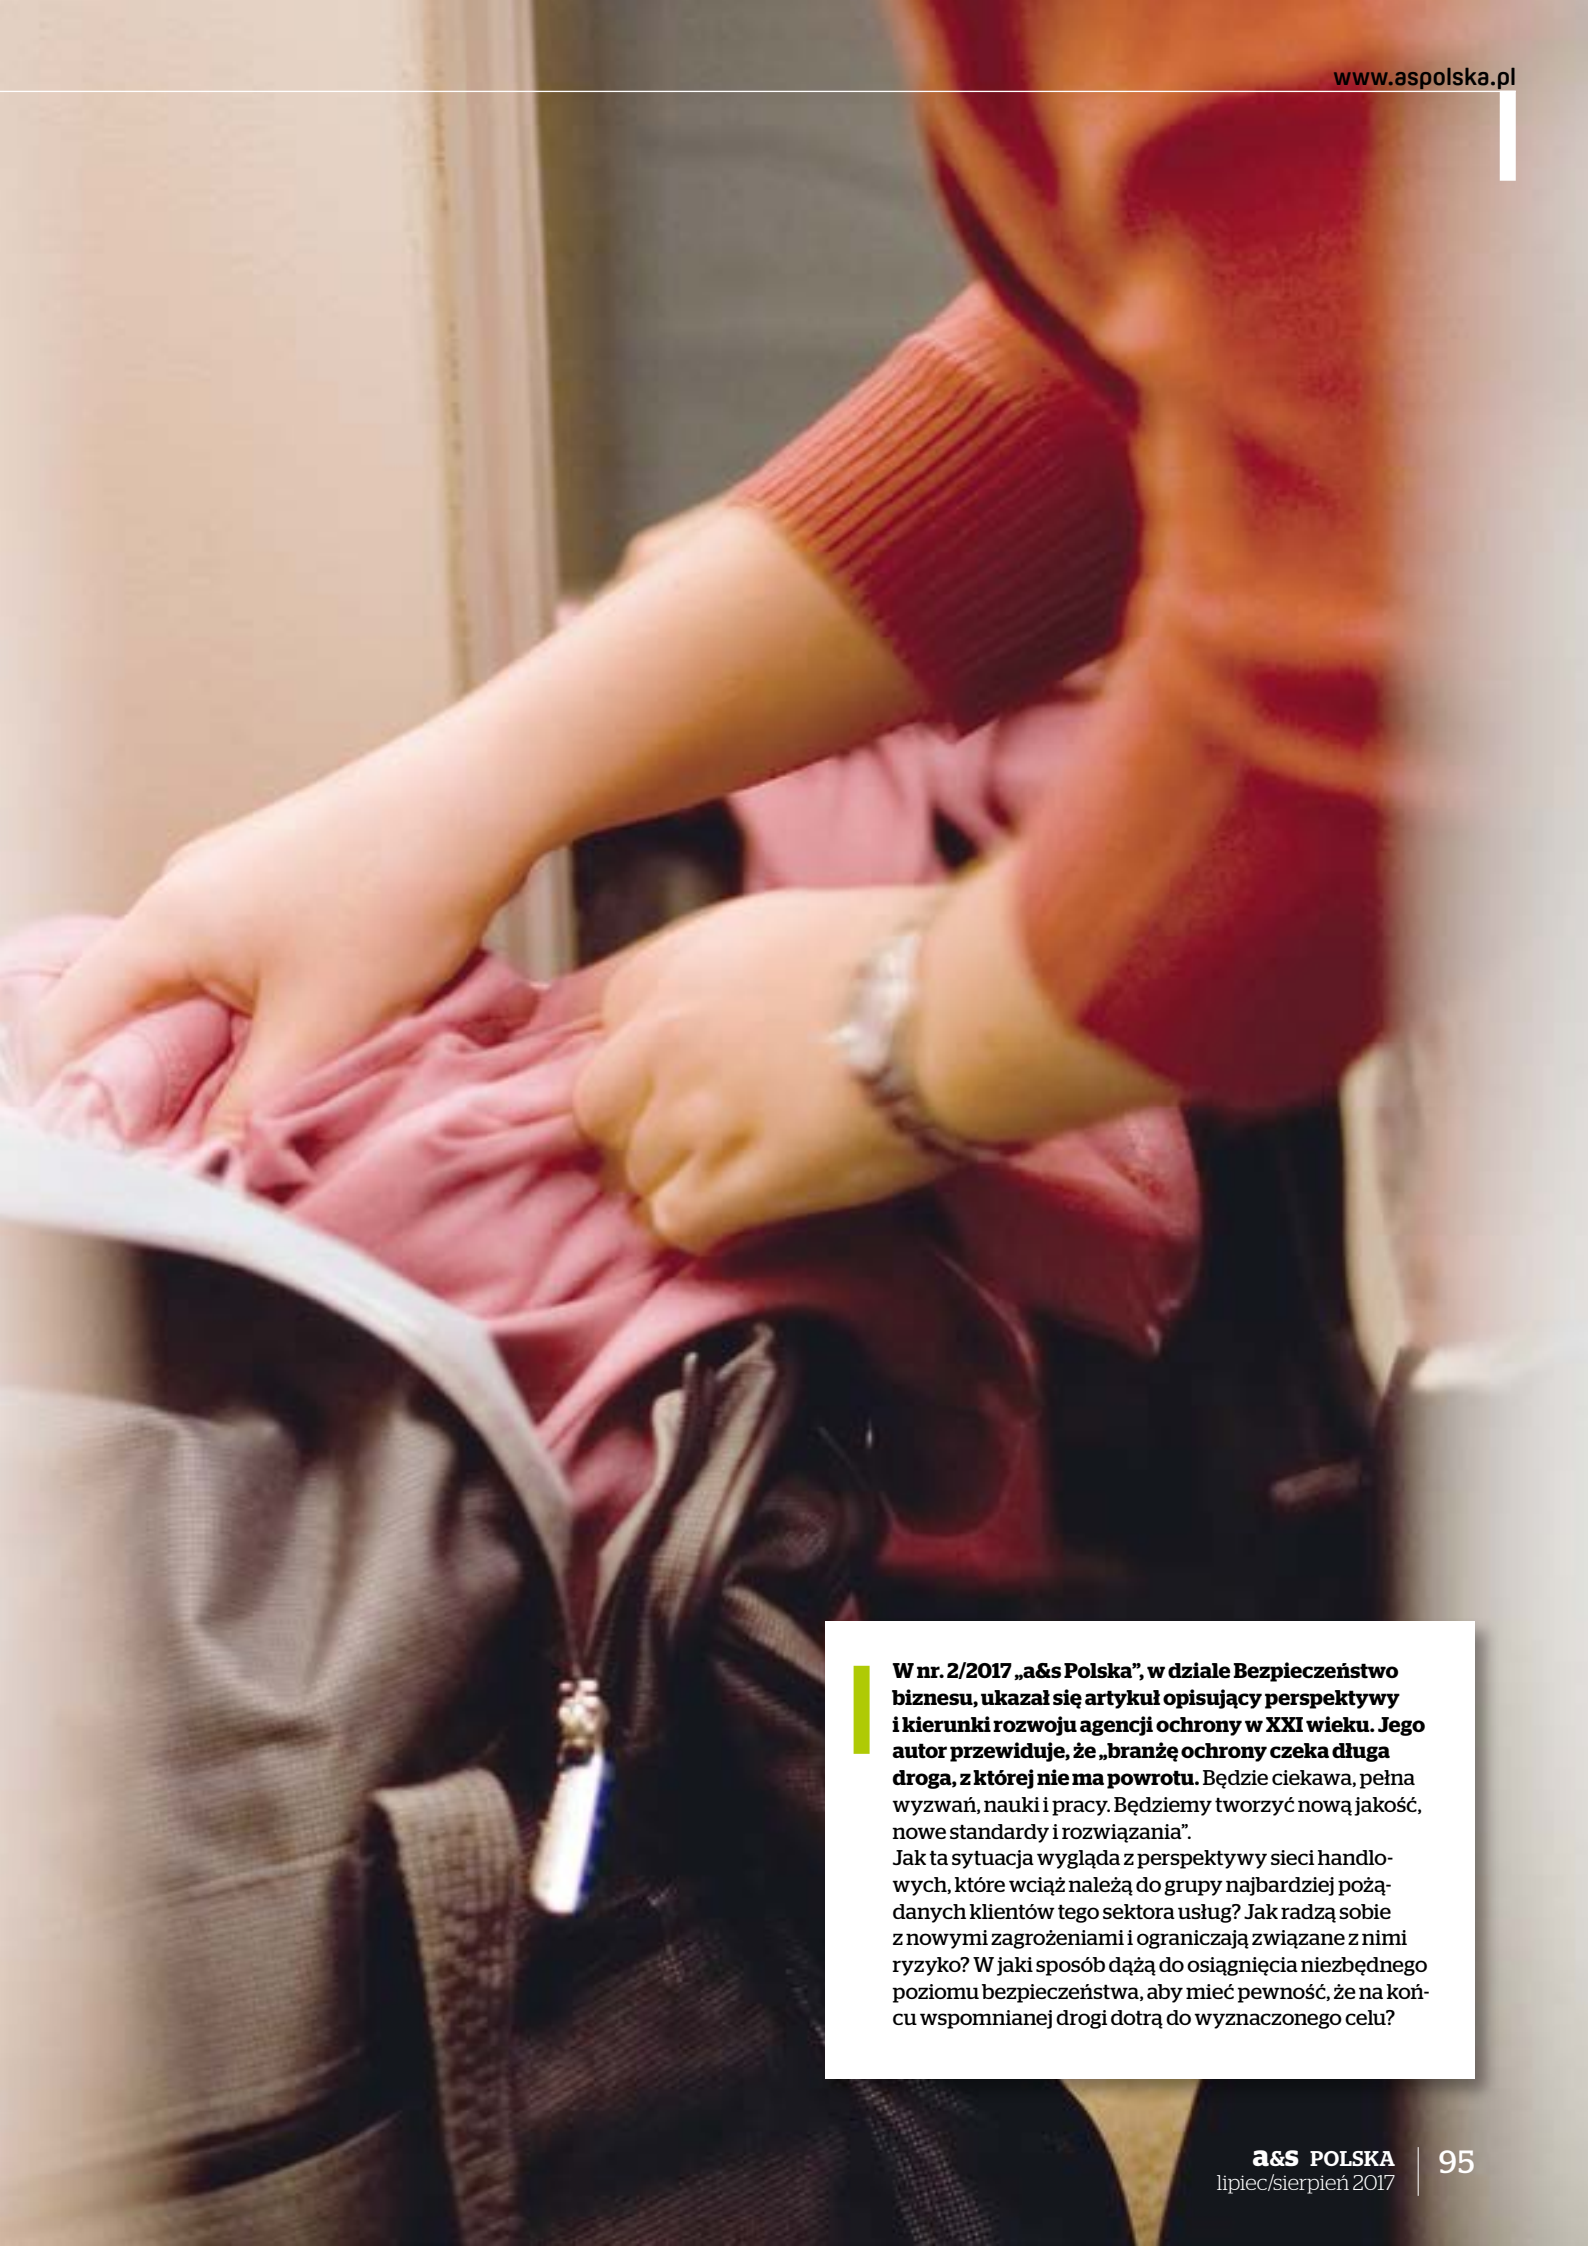 www.aspolska.pl
W nr. 2/2017 „a&s Polska”, w dziale Bezpieczeństwo
biznesu, ukazał się artykuł opisujący perspektywy
i kierunki rozwoju agencji ochrony w XXI wieku. Jego
autor przewiduje, że „branżę ochrony czeka długa
droga, z której nie ma powrotu. Będzie ciekawa, pełna
wyzwań, nauki i pracy. Będziemy tworzyć nową jakość,
nowe standardy i rozwiązania”.
Jak ta sytuacja wygląda z perspektywy sieci handlo-
wych, które wciąż należą do grupy najbardziej pożą-
danych klientów tego sektora usług? Jak radzą sobie
z nowymi zagrożeniami i ograniczają związane z nimi
ryzyko? W jaki sposób dążą do osiągnięcia niezbędnego
poziomu bezpieczeństwa, aby mieć pewność, że na koń-
cu wspomnianej drogi dotrą do wyznaczonego celu?
a&s POLSKA
lipiec/sierpień 2017
95